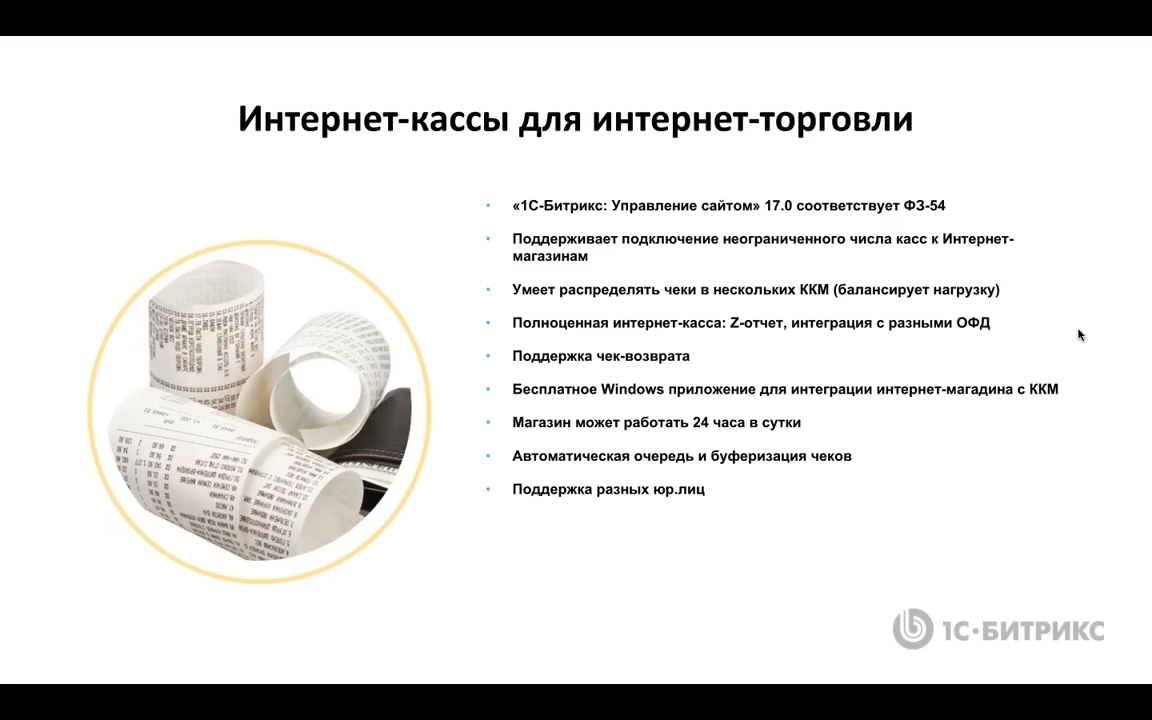 Интернет-кассы для интернет-торговли
«1С-Битрикс: Управление сайтом» 17.0 соответствует ФЗ-54
Поддерживает подключение неограниченного числа касс к Интернет-
магазинам
Умеет распределять чеки в нескольких ККМ (балансирует нагрузку)
Полноценная интернет-касса: Z-отчет, интеграция с разными ОФД
Поддержка чек-возврата
Бесплатное Windows приложение для интеграции интернет-магадина с ККМ
Магазин может работать 24 часа в сутки
Автоматическая очередь и буферизация чеков
Поддержка разных юр.лиц
1С·БИТРИКС